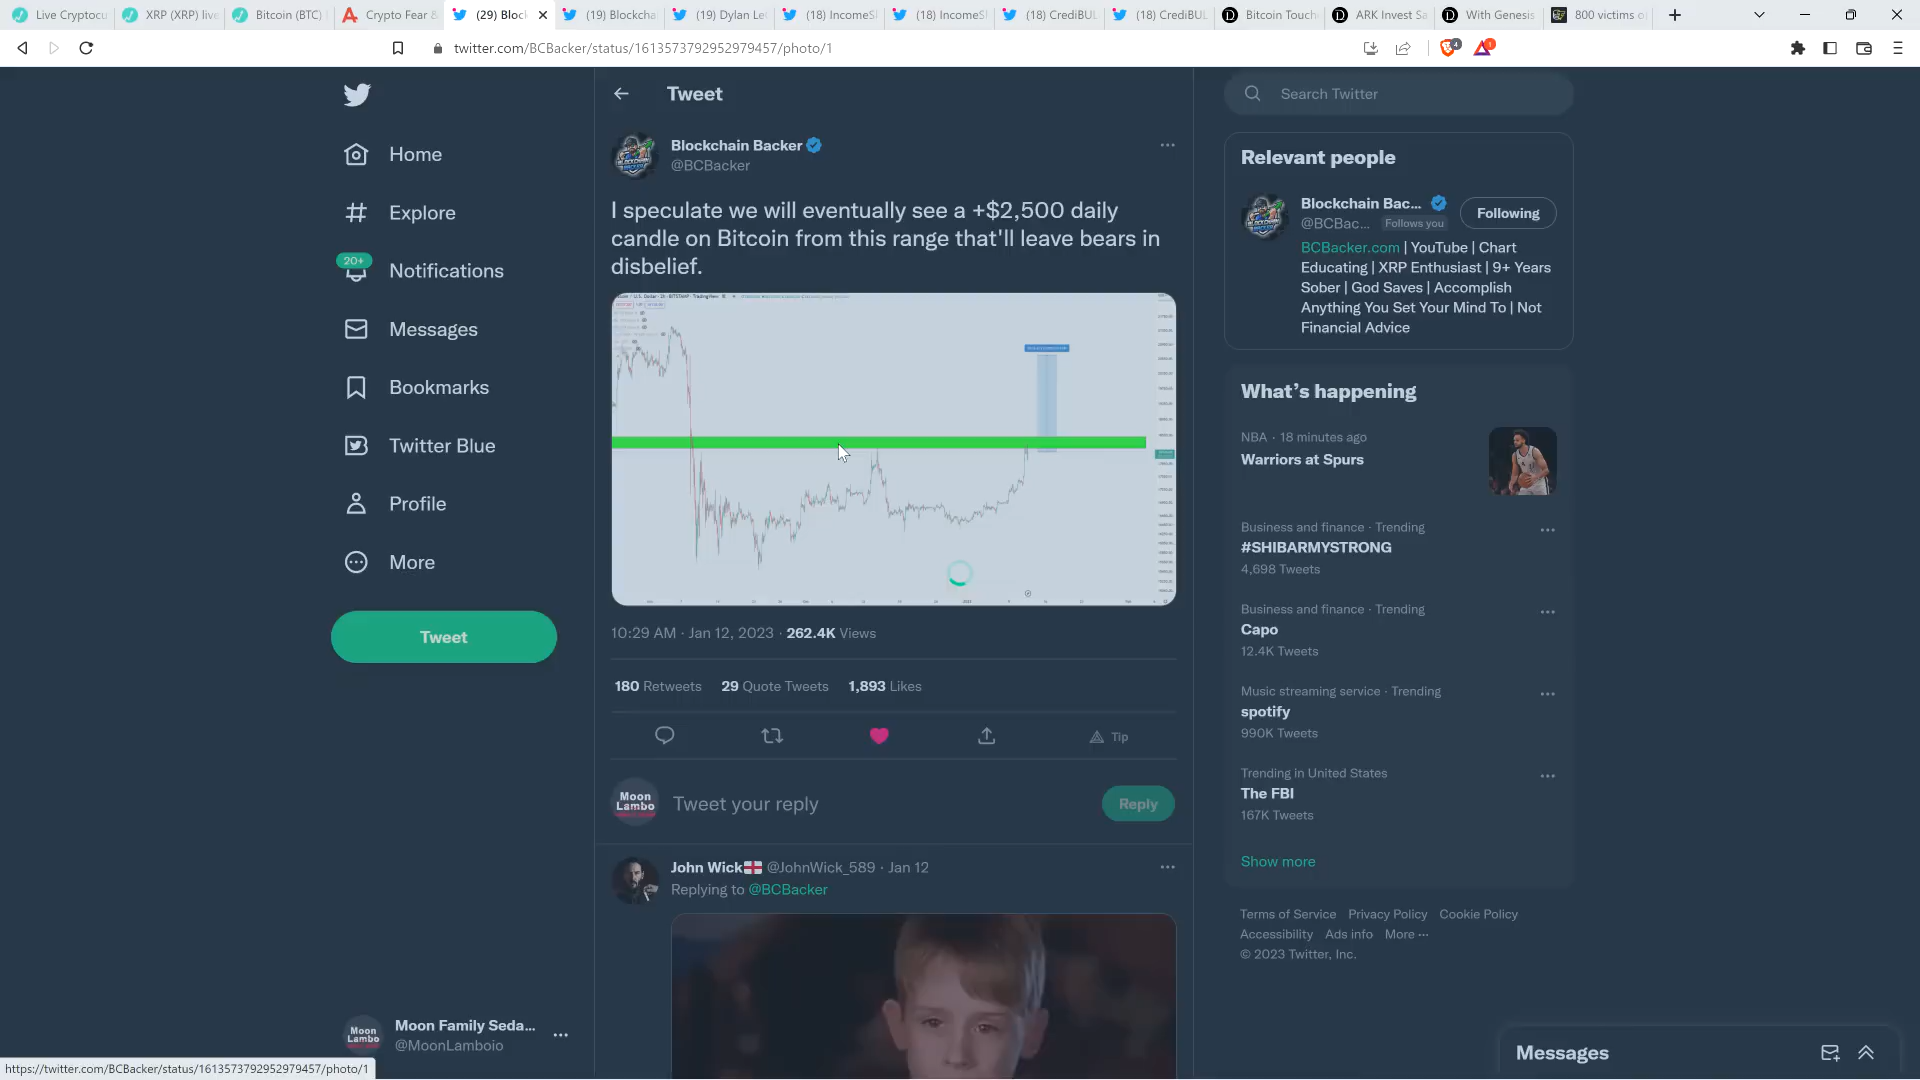 Live Cryptocu
XRP (XRP) live
Bitcoin (BTC)
Crypto Fear &
(29) Bloc
(19) Blockcha
(19) Dylan Le
(18) IncomeS
(18) IncomeS
(18) CrediBUL
(18) CrediBUL
Bitcoin Touch
ARK Invest Sa
With Genesis
800 victims o
twitter.com/BCBacker/status/1613573792952979457/photo/1
4
1
Home
Explore
20+
Notifications
Messages
Bookmarks
Twitter Blue
Profile
More
Tweet
Moon Lambo
Moon Family Seda...
@MoonLamboio
https://twitter.com/BCBacker/status/1613573792952979457/photo/1
Tweet
Blockchain Backer
@BCBacker
I speculate we will eventually see a +$2,500 daily
candle on Bitcoin from this range that'll leave bears in
disbelief.
10:29 AM · Jan 12, 2023 · 262.4K Views
180 Retweets 29 Quote Tweets 1,893 Likes
Tip
Moon
Lambo
Tweet your reply
Reply
John Wick @JohnWick_589 · Jan 12
Replying to @BCBacker
Search Twitter
Relevant people
Blockchain Bac...
@BCBac... Follows you
Following
BCBacker.com | YouTube | Chart
Educating | XRP Enthusiast | 9+ Years
Sober | God Saves | Accomplish
Anything You Set Your Mind To | Not
Financial Advice
What's happening
NBA · 18 minutes ago
Warriors at Spurs
Business and finance · Trending
#SHIBARMYSTRONG
4,698 Tweets
Business and finance · Trending
Capo
12.4K Tweets
Music streaming service · Trending
spotify
990K Tweets
Trending in United States
The FBI
167K Tweets
Show more
Terms of Service Privacy Policy Cookie Policy
Accessibility Ads info More ···
© 2023 Twitter, Inc.
Messages